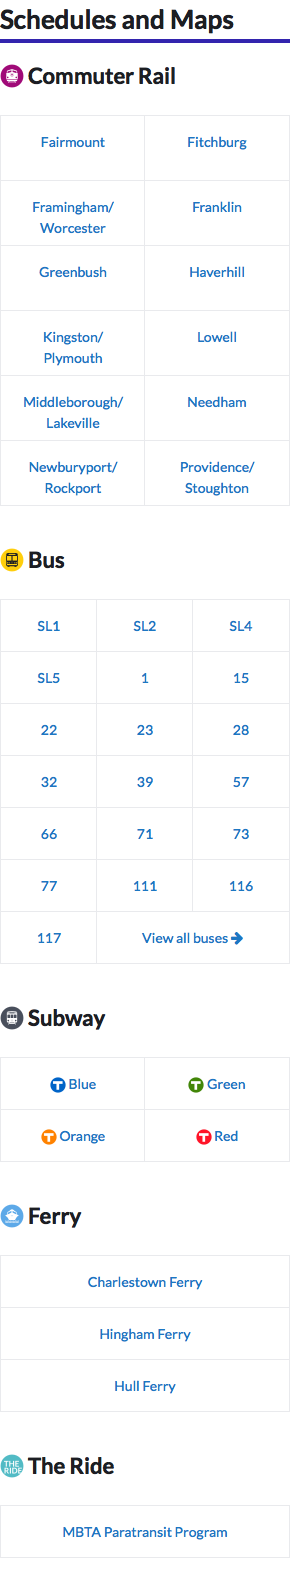 Schedules and Maps
Commuter Rail
Fairmount
Fitchburg
Framingham/
Worcester
Franklin
Greenbush
Haverhill
Kingston/
Plymouth
Lowell
Middleborough/
Lakeville
Needham
Newburyport/
Rockport
Providence/
Stoughton
Bus
SL1
SL2
SL4
SL5
1
15
22
23
28
32
39
57
66
71
73
77
111
116
117
View all buses
Subway
T Blue
T Green
T Orange
T Red
Ferry
Charlestown Ferry
Hingham Ferry
Hull Ferry
THE
RIDE
The Ride
MBTA Paratransit Program